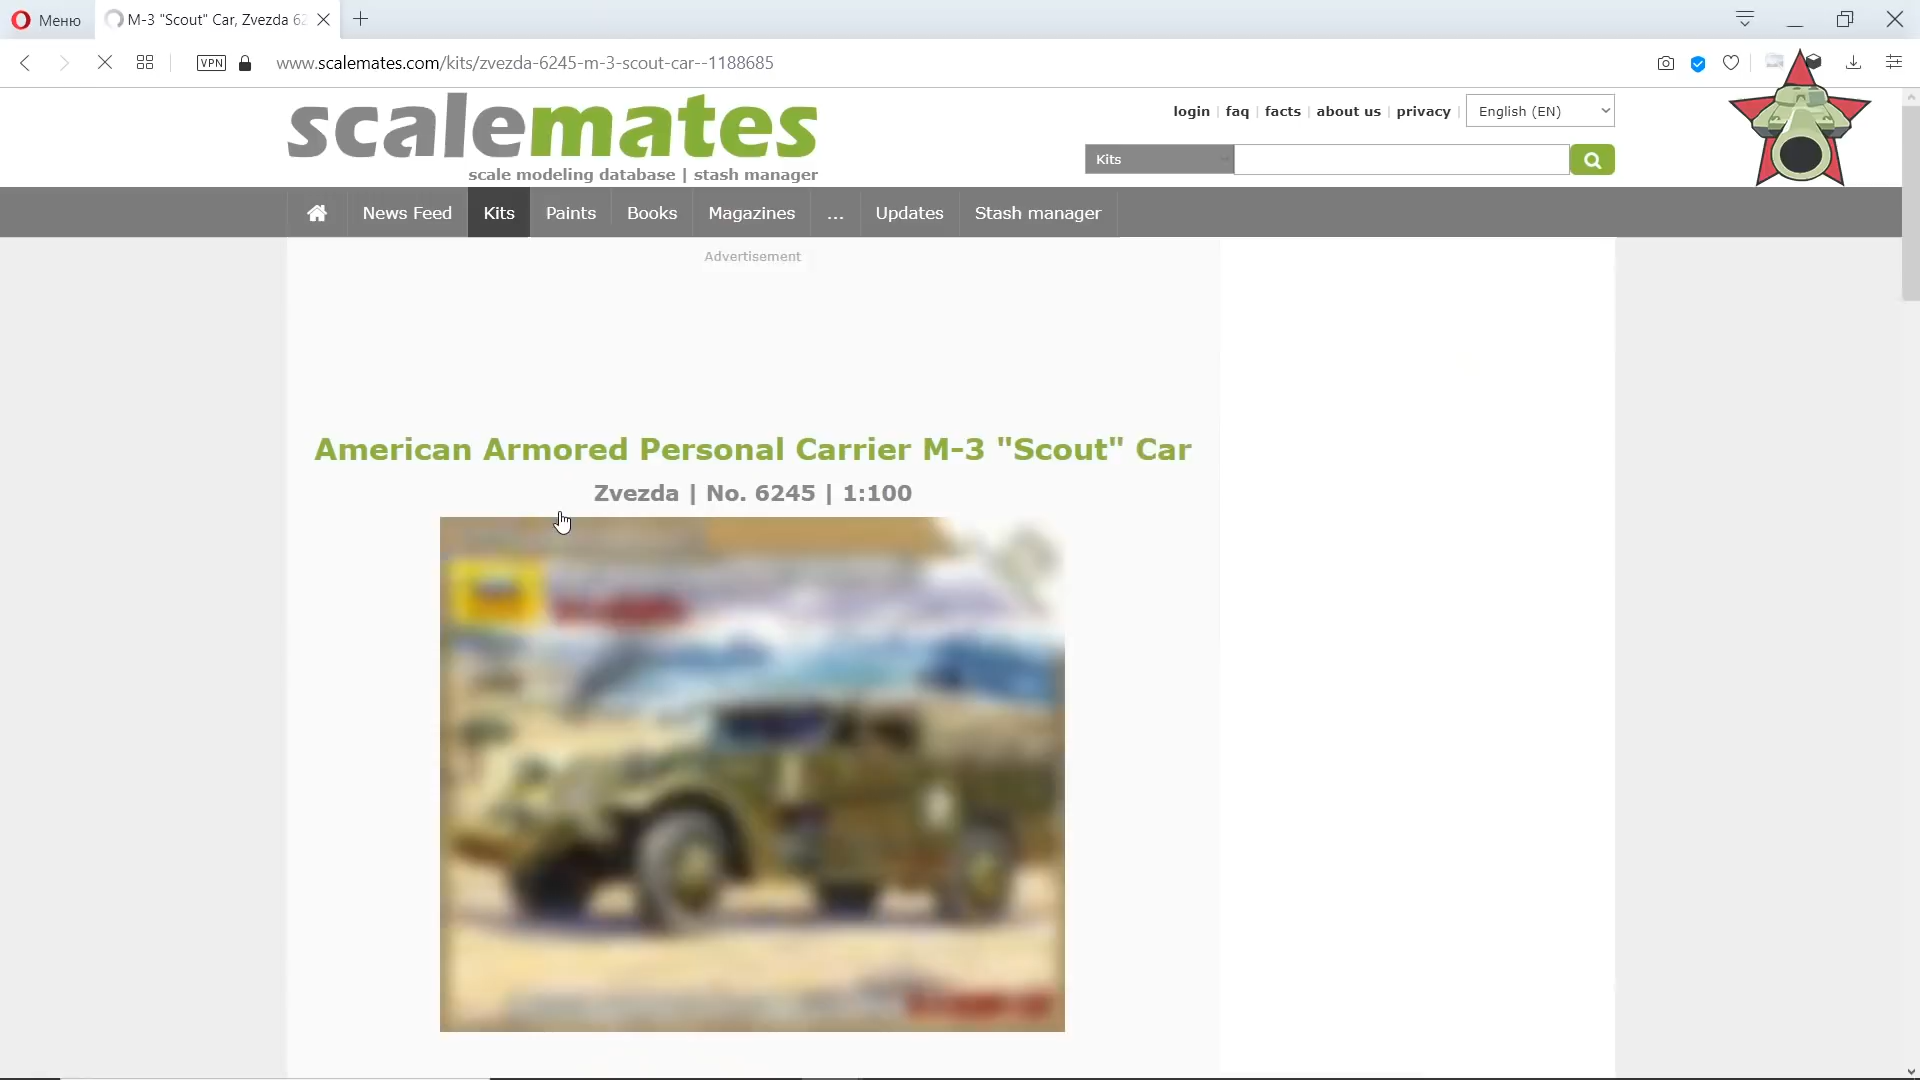 Меню
M-3 "Scout" Car, Zvezda 62
VPN
www.scalemates.com/kits/zvezda-6245-m-3-scout-car--1188685
scalemates
scale modeling database | stash manager
login | faq | facts | about us | privacy | English (EN)
Kits
News Feed Kits Paints Books Magazines ... Updates Stash manager
Advertisement
American Armored Personal Carrier M-3 "Scout" Car
Zvezda | No. 6245 | 1:100